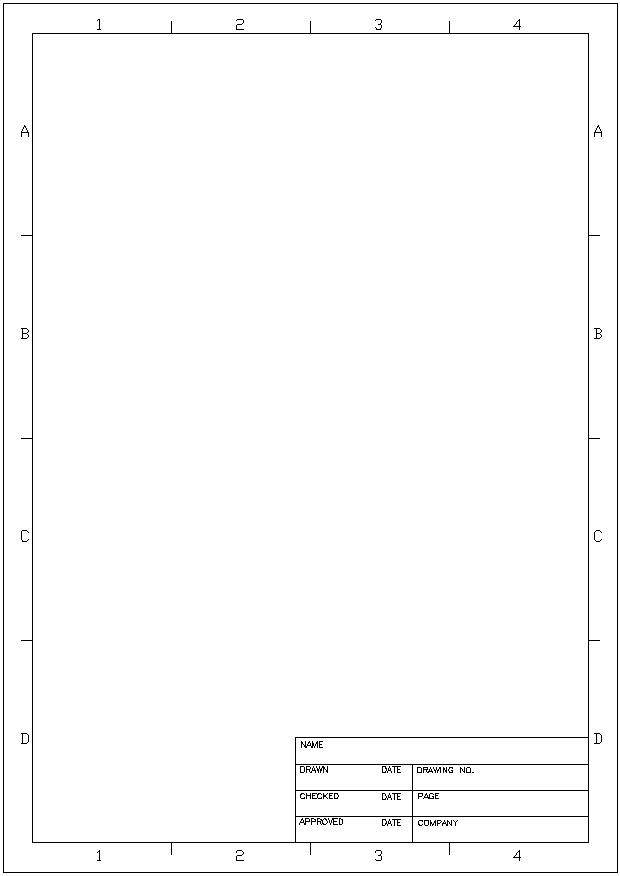 1 2 3 4
A A
B B
C C
D D
NAME
DRAWN DATE DRAWING NO.
CHECKED DATE PAGE
APPROVED DATE COMPANY
1 2 3 4